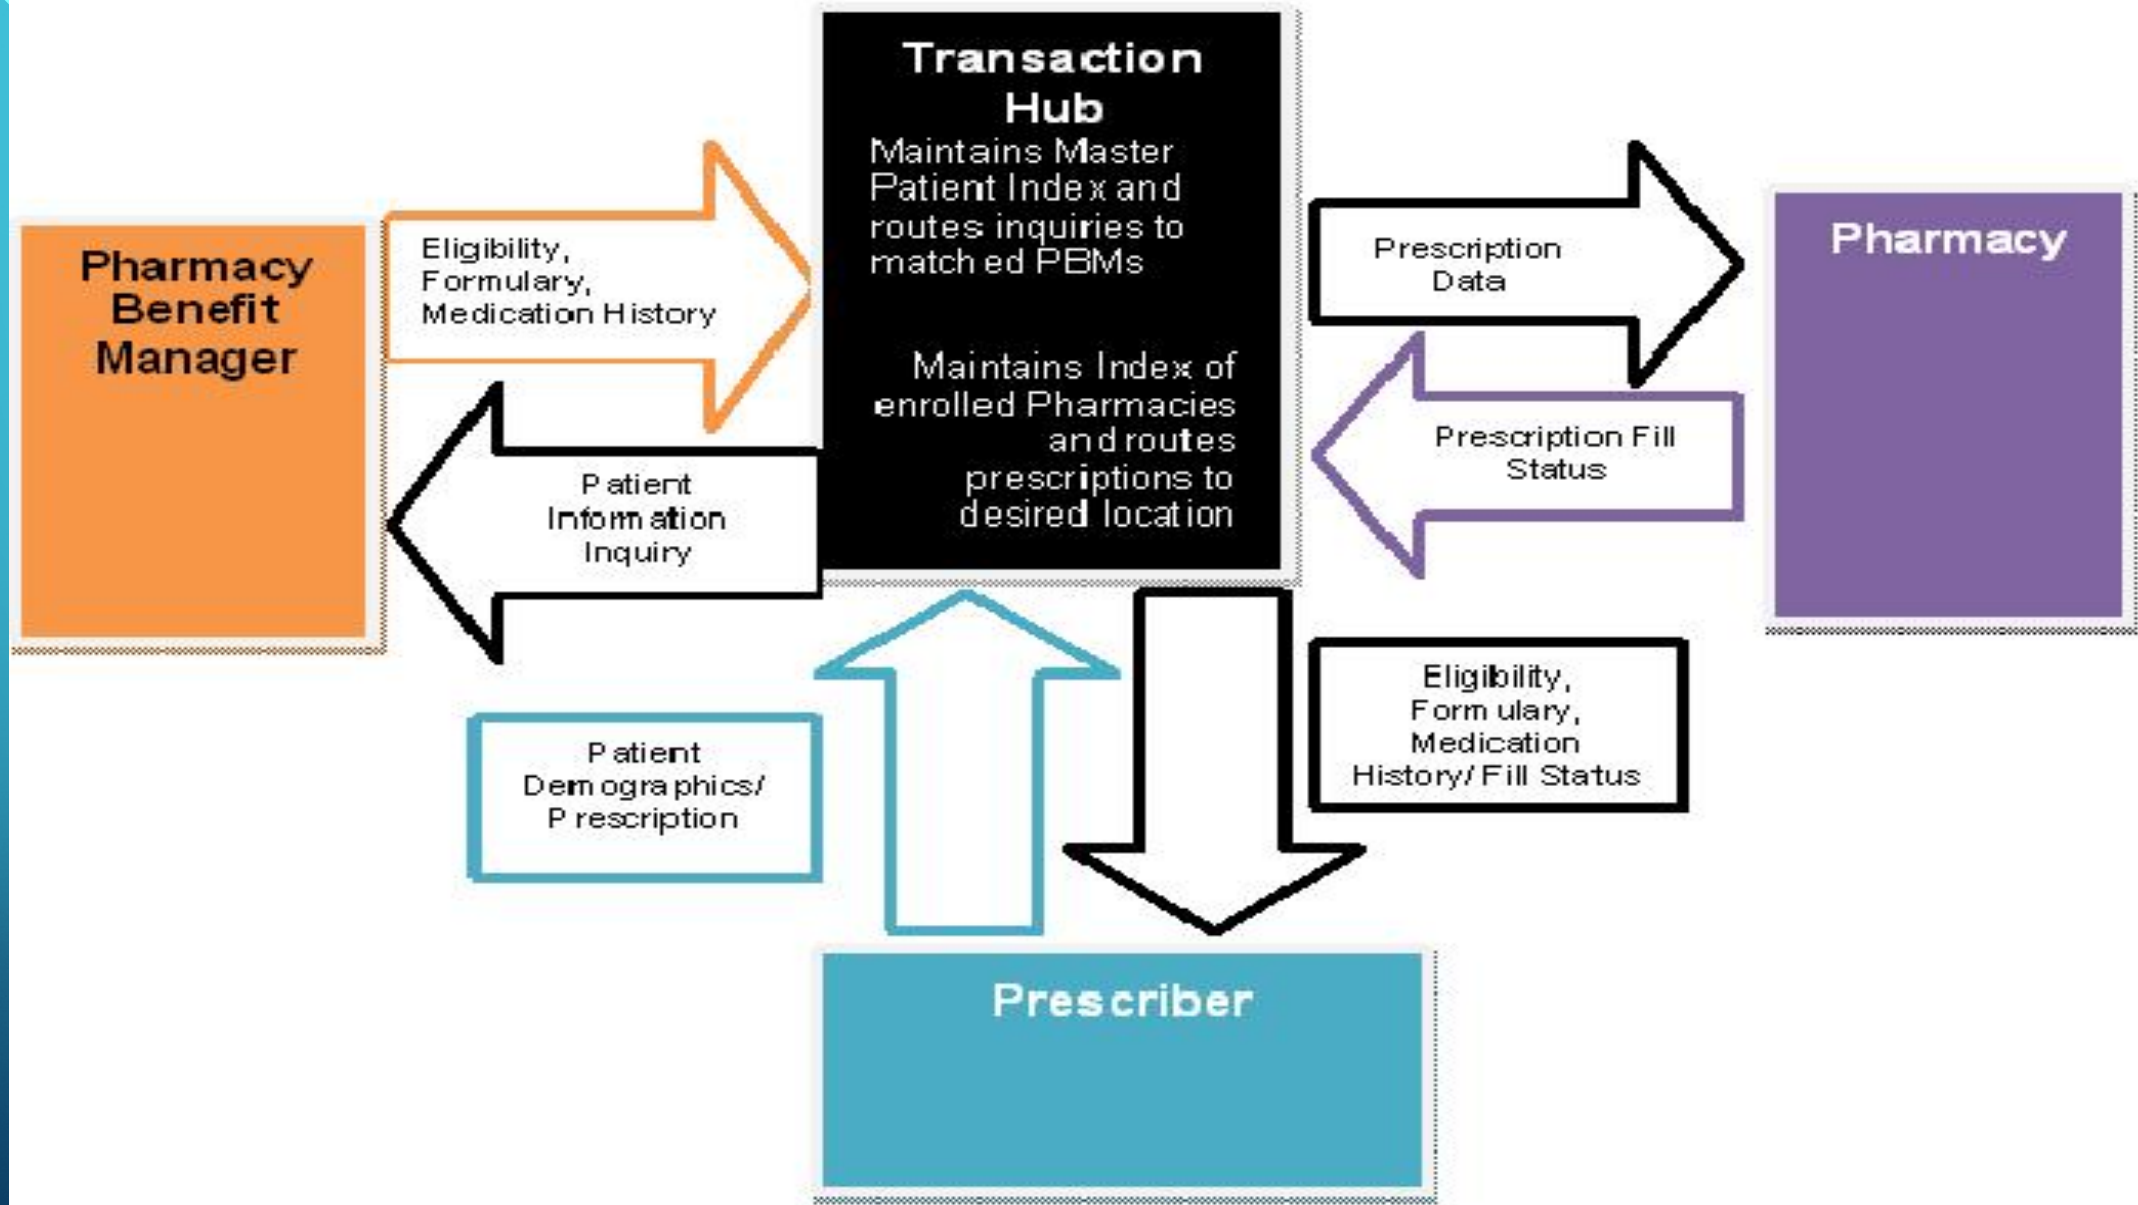 Transaction
Hub
Maintains Master
Patient Index and
routes inquiries to
matched PBMs
Maintains Index of
enrolled Pharmacies
and routes
prescriptions to
desired location
Pharmacy
Benefit
Manager
Eligibility,
Formulary,
Medication History
Patient
Information
Inquiry
Prescription
Data
Prescription Fill
Status
Pharmacy
Patient
Demographics/
Prescription
Eligibility,
Formulary,
Medication
History/ Fill Status
Prescriber